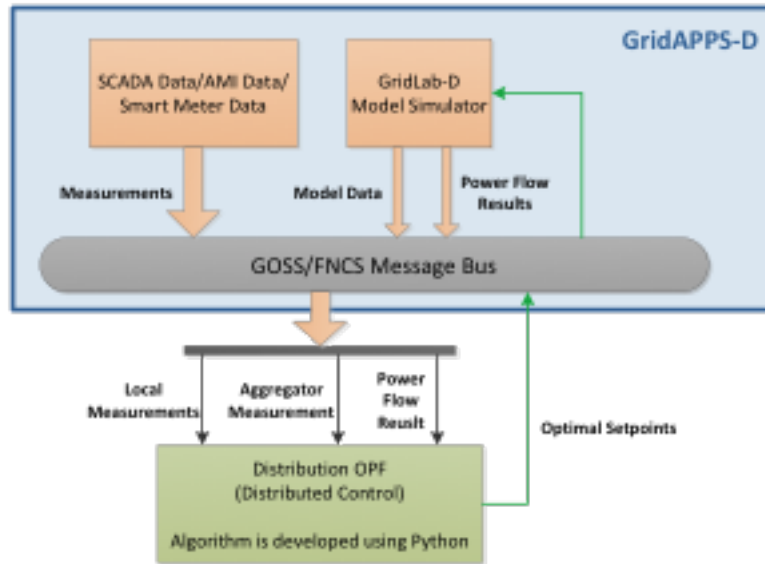 GridAPPS-D
SCADA Data/AMI Data/
Smart Meter Data
GridLab-D
Model Simulator
Measurements
Model Data
Power Flow
Results
GOSS/FNCS Message Bus
Local
Measurements
Aggregator
Measurement
Power
Flow
Reuslt
Optimal Setpoints
Distribution OPF
(Distributed Control)
Algorithm is developed using Python